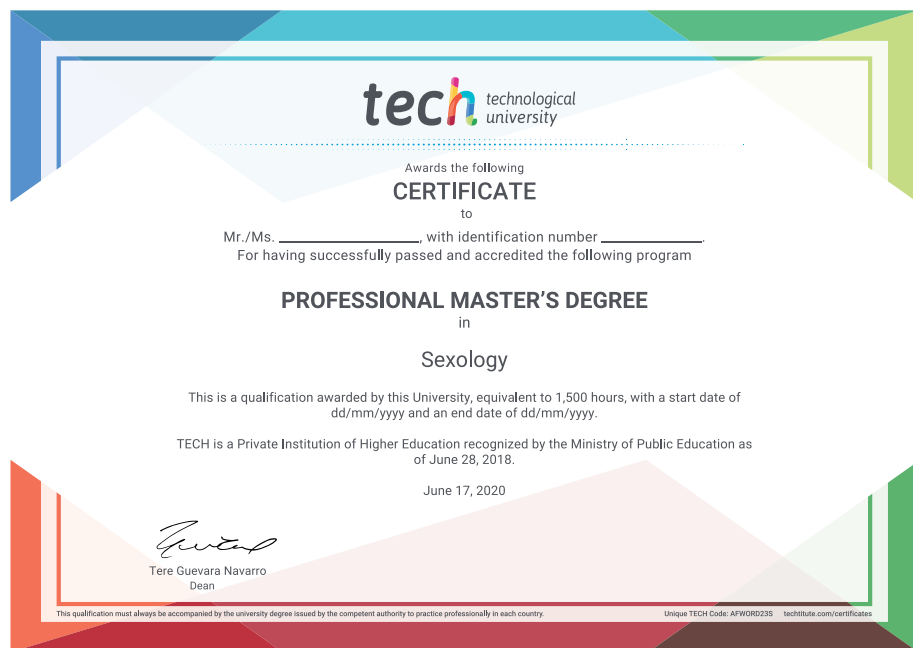 tech technological
university
Awards the following
CERTIFICATE
to
Mr./Ms. ____________________, with identification number ______________.
For having successfully passed and accredited the following program
PROFESSIONAL MASTER'S DEGREE
in
Sexology
This is a qualification awarded by this University, equivalent to 1,500 hours, with a start date of
dd/mm/yyyy and an end date of dd/mm/yyyy.
TECH is a Private Institution of Higher Education recognized by the Ministry of Public Education as
of June 28, 2018.
June 17, 2020
Tere Guevara Navarro
Dean
This qualification must always be accompanied by the university degree issued by the competent authority to practice professionally in each country.
Unique TECH Code: AFWORD23S techtitute.com/certificates